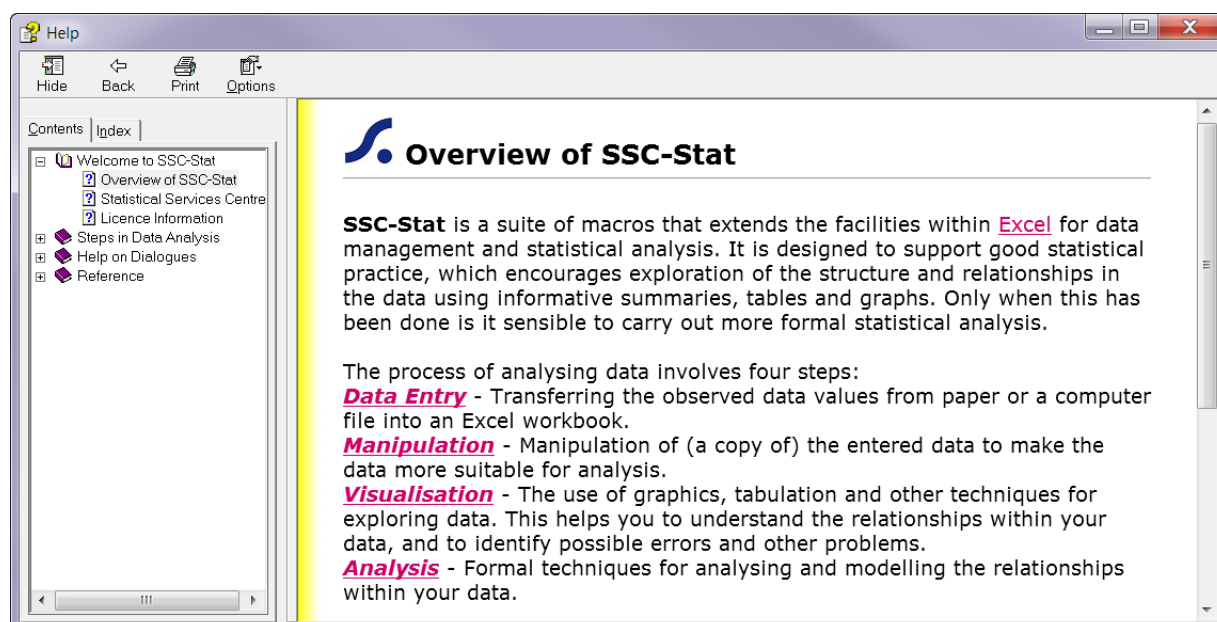 Help
Hide Back Print Options
Contents Index
Welcome to SSC-Stat
Overview of SSC-Stat
Statistical Services Centre
Licence Information
Steps in Data Analysis
Help on Dialogues
Reference
Overview of SSC-Stat
SSC-Stat is a suite of macros that extends the facilities within Excel for data
management and statistical analysis. It is designed to support good statistical
practice, which encourages exploration of the structure and relationships in
the data using informative summaries, tables and graphs. Only when this has
been done is it sensible to carry out more formal statistical analysis.
The process of analysing data involves four steps:
Data Entry - Transferring the observed data values from paper or a computer
file into an Excel workbook.
Manipulation - Manipulation of (a copy of) the entered data to make the
data more suitable for analysis.
Visualisation - The use of graphics, tabulation and other techniques for
exploring data. This helps you to understand the relationships within your
data, and to identify possible errors and other problems.
Analysis - Formal techniques for analysing and modelling the relationships
within your data.